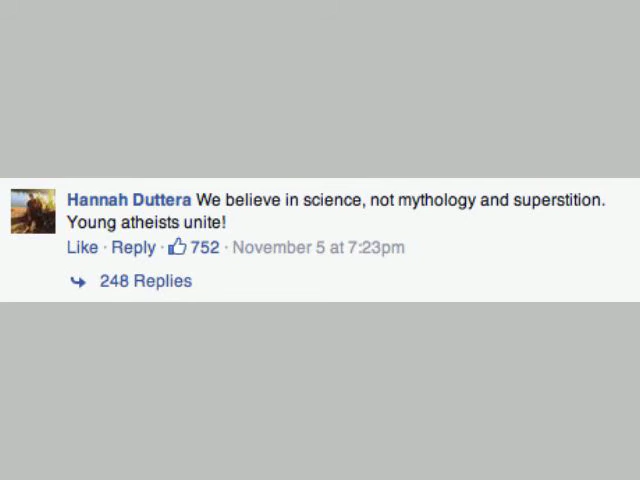 Hannah Duttera We believe in science, not mythology and superstition.
Young atheists unite!
Like · Reply · 752 · November 5 at 7:23pm
248 Replies